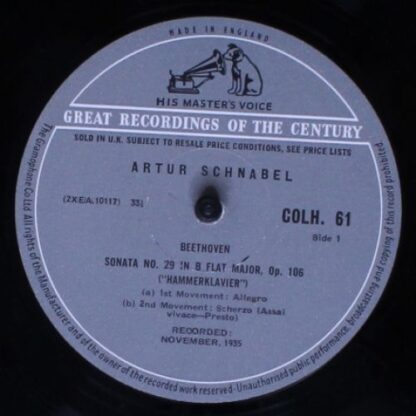 MADE IN ENGLAND
HIS MASTER'S VOICE
GREAT RECORDINGS OF THE CENTURY
SOLD IN U.K. SUBJECT TO RESALE PRICE CONDITIONS, SEE PRICE LISTS
ARTUR SCHNABEL
(2XEA.10117) 33)
COLH. 61
Side 1
BEETHOVEN
SONATA NO. 29 IN B FLAT MAJOR, Op. 106
("HAMMERKLAVIER")
(a) 1st Movement: Allegro
(b) 2nd Movement: Scherzo (Assai
vivace—Presto)
RECORDED:
NOVEMBER, 1935
The Gramophone Co Ltd All rights of the Manufacturer and of the owner of the recorded work reserved-Unauthorised public performance, broadcasting and copying of this record prohibited